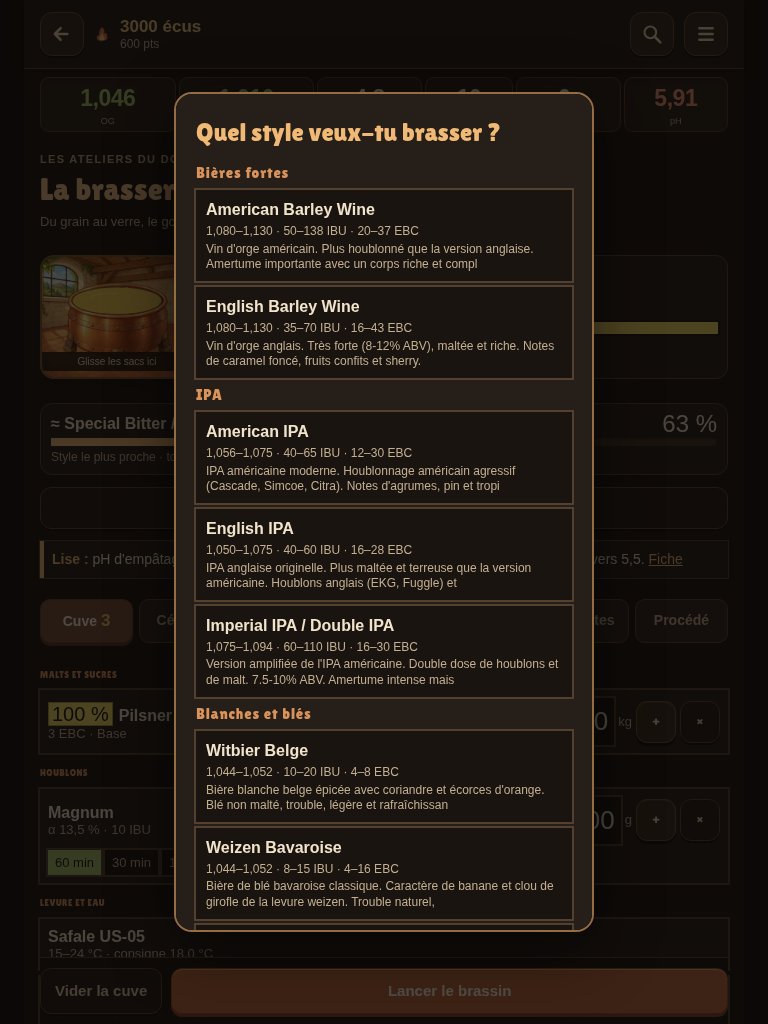 3000 écus
600 pts
1,046
OG
5,91
pH
LES ATELIERS DU
La brasser
Du grain au verre, le
Glisse les sacs ici
≈ Special Bitter /
63 %
Style le plus proche
Lise : pH d'empâta
vers 5,5. Fiche
Cuve 3
Procédé
MALTS ET SUCRES
100 % Pilsner
3 EBC · Base
kg
+
×
HOUBLONS
Magnum
α 13,5 % · 10 IBU
g
+
×
60 min
30 min
LEVURE ET EAU
Safale US-05
15–24 °C · consigne 18,0 °C
Vider la cuve
Lancer le brassin
Quel style veux-tu brasser ?
Bières fortes
American Barley Wine
1,080–1,130 · 50–138 IBU · 20–37 EBC
Vin d'orge américain. Plus houblonné que la version anglaise.
Amertume importante avec un corps riche et compl
English Barley Wine
1,080–1,130 · 35–70 IBU · 16–43 EBC
Vin d'orge anglais. Très forte (8-12% ABV), maltée et riche. Notes
de caramel foncé, fruits confits et sherry.
IPA
American IPA
1,056–1,075 · 40–65 IBU · 12–30 EBC
IPA américaine moderne. Houblonnage américain agressif
(Cascade, Simcoe, Citra). Notes d'agrumes, pin et tropi
English IPA
1,050–1,075 · 40–60 IBU · 16–28 EBC
IPA anglaise originelle. Plus maltée et terreuse que la version
américaine. Houblons anglais (EKG, Fuggle) et
Imperial IPA / Double IPA
1,075–1,094 · 60–110 IBU · 16–30 EBC
Version amplifiée de l'IPA américaine. Double dose de houblons et
de malt. 7.5-10% ABV. Amertume intense mais
Blanches et blés
Witbier Belge
1,044–1,052 · 10–20 IBU · 4–8 EBC
Bière blanche belge épicée avec coriandre et écorces d'orange.
Blé non malté, trouble, légère et rafraîchissan
Weizen Bavaroise
1,044–1,052 · 8–15 IBU · 4–16 EBC
Bière de blé bavaroise classique. Caractère de banane et clou de
girofle de la levure weizen. Trouble naturel,